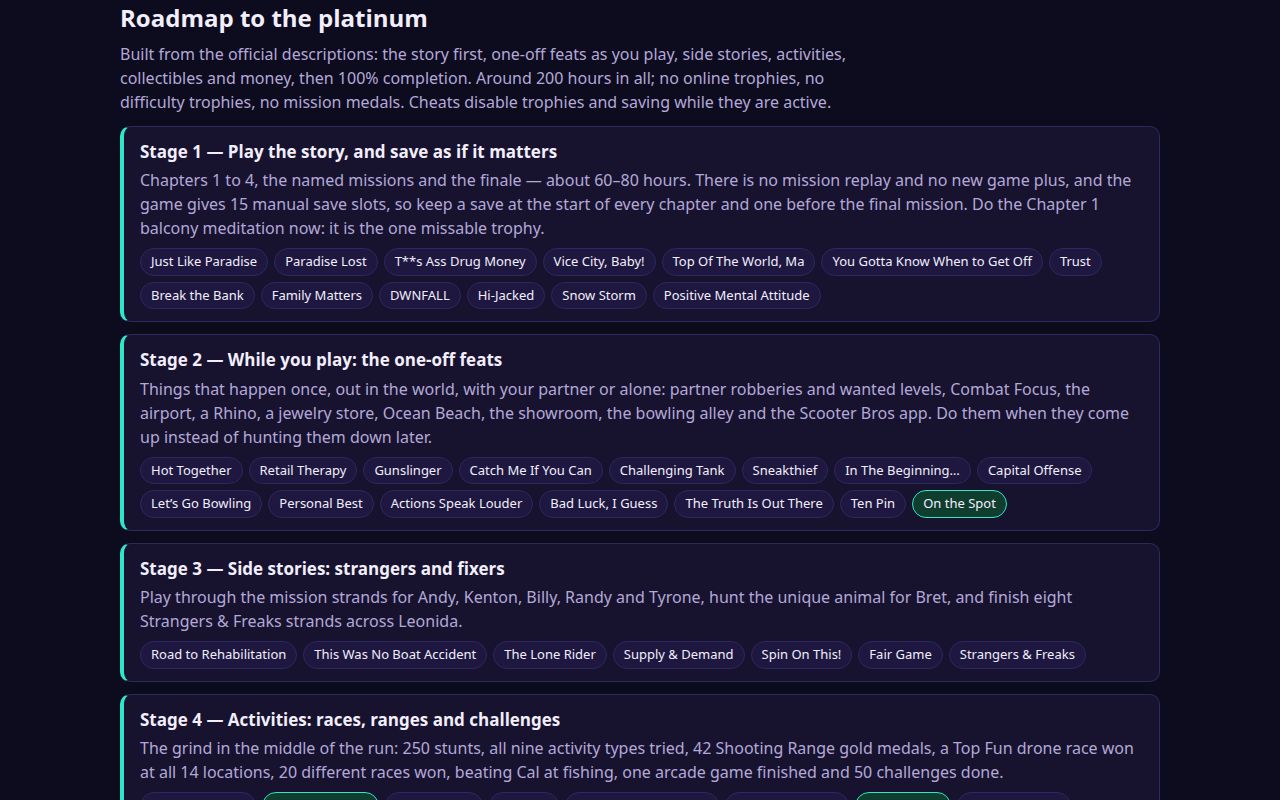 Roadmap to the platinum
Built from the official descriptions: the story first, one-off feats as you play, side stories, activities,
collectibles and money, then 100% completion. Around 200 hours in all; no online trophies, no
difficulty trophies, no mission medals. Cheats disable trophies and saving while they are active.
Stage 1 — Play the story, and save as if it matters
Chapters 1 to 4, the named missions and the finale — about 60–80 hours. There is no mission replay and no new game plus, and the
game gives 15 manual save slots, so keep a save at the start of every chapter and one before the final mission. Do the Chapter 1
balcony meditation now: it is the one missable trophy.
Just Like Paradise Paradise Lost T**s Ass Drug Money Vice City, Baby! Top Of The World, Ma You Gotta Know When to Get Off Trust
Break the Bank Family Matters DWNFALL Hi-Jacked Snow Storm Positive Mental Attitude
Stage 2 — While you play: the one-off feats
Things that happen once, out in the world, with your partner or alone: partner robberies and wanted levels, Combat Focus, the
airport, a Rhino, a jewelry store, Ocean Beach, the showroom, the bowling alley and the Scooter Bros app. Do them when they come
up instead of hunting them down later.
Hot Together Retail Therapy Gunslinger Catch Me If You Can Challenging Tank Sneakthief In The Beginning... Capital Offense
Let's Go Bowling Personal Best Actions Speak Louder Bad Luck, I Guess The Truth Is Out There Ten Pin On the Spot
Stage 3 — Side stories: strangers and fixers
Play through the mission strands for Andy, Kenton, Billy, Randy and Tyrone, hunt the unique animal for Bret, and finish eight
Strangers & Freaks strands across Leonida.
Road to Rehabilitation This Was No Boat Accident The Lone Rider Supply & Demand Spin On This! Fair Game Strangers & Freaks
Stage 4 — Activities: races, ranges and challenges
The grind in the middle of the run: 250 stunts, all nine activity types tried, 42 Shooting Range gold medals, a Top Fun drone race won
at all 14 locations, 20 different races won, beating Cal at fishing, one arcade game finished and 50 challenges done.